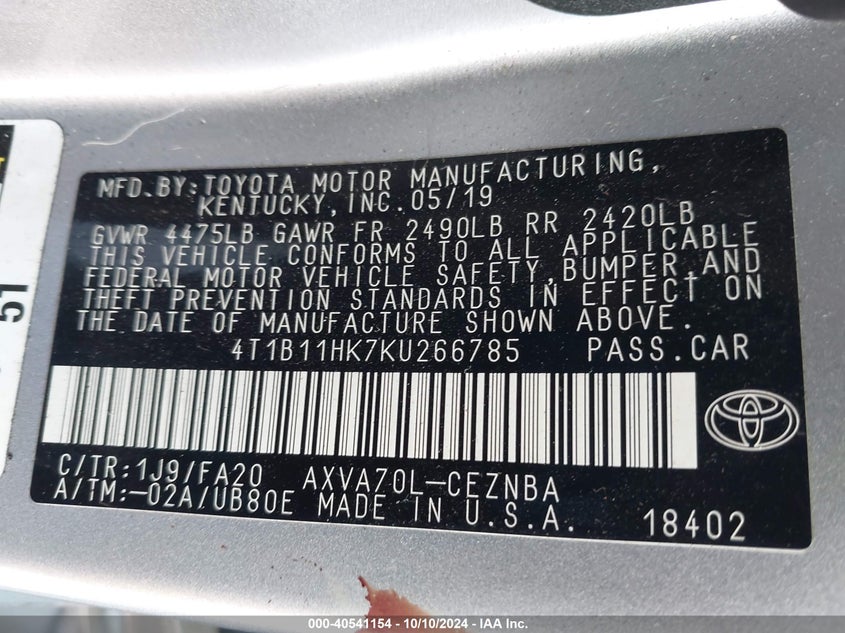 MFD. BY: TOYOTA MOTOR MANUFACTURING,
KENTUCKY, INC. 05/19
GVWR 4475LB GAWR FR 2490LB RR 2420LB
THIS VEHICLE CONFORMS TO ALL APPLICABLE
FEDERAL MOTOR VEHICLE SAFETY, BUMPER, AND
THEFT PREVENTION STANDARDS IN EFFECT ON
THE DATE OF MANUFACTURE SHOWN ABOVE.
4T1B11HK7KU266785 PASS. CAR
C/TR: 1J9/FA20 AXVA70L-CEZNBA
A/TM: -02A/UB80E MADE IN U.S.A. 18402
51
000-40541154 - 10/10/2024 - IAA Inc.